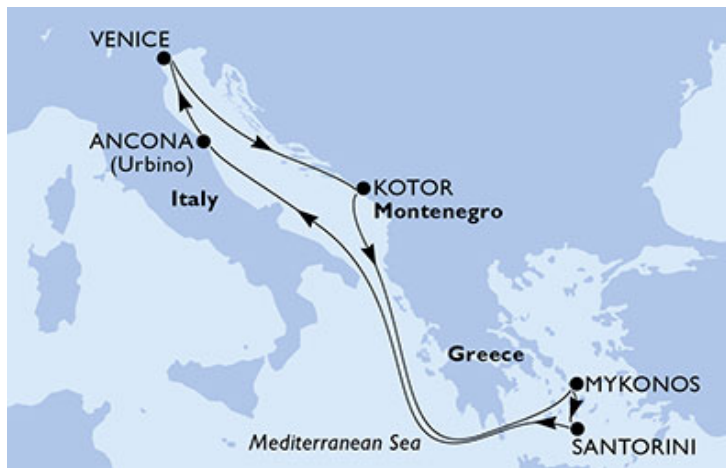 VENICE
ANCONA
(Urbino)
Italy
KOTOR
Montenegro
Greece
MYKONOS
SANTORINI
Mediterranean Sea